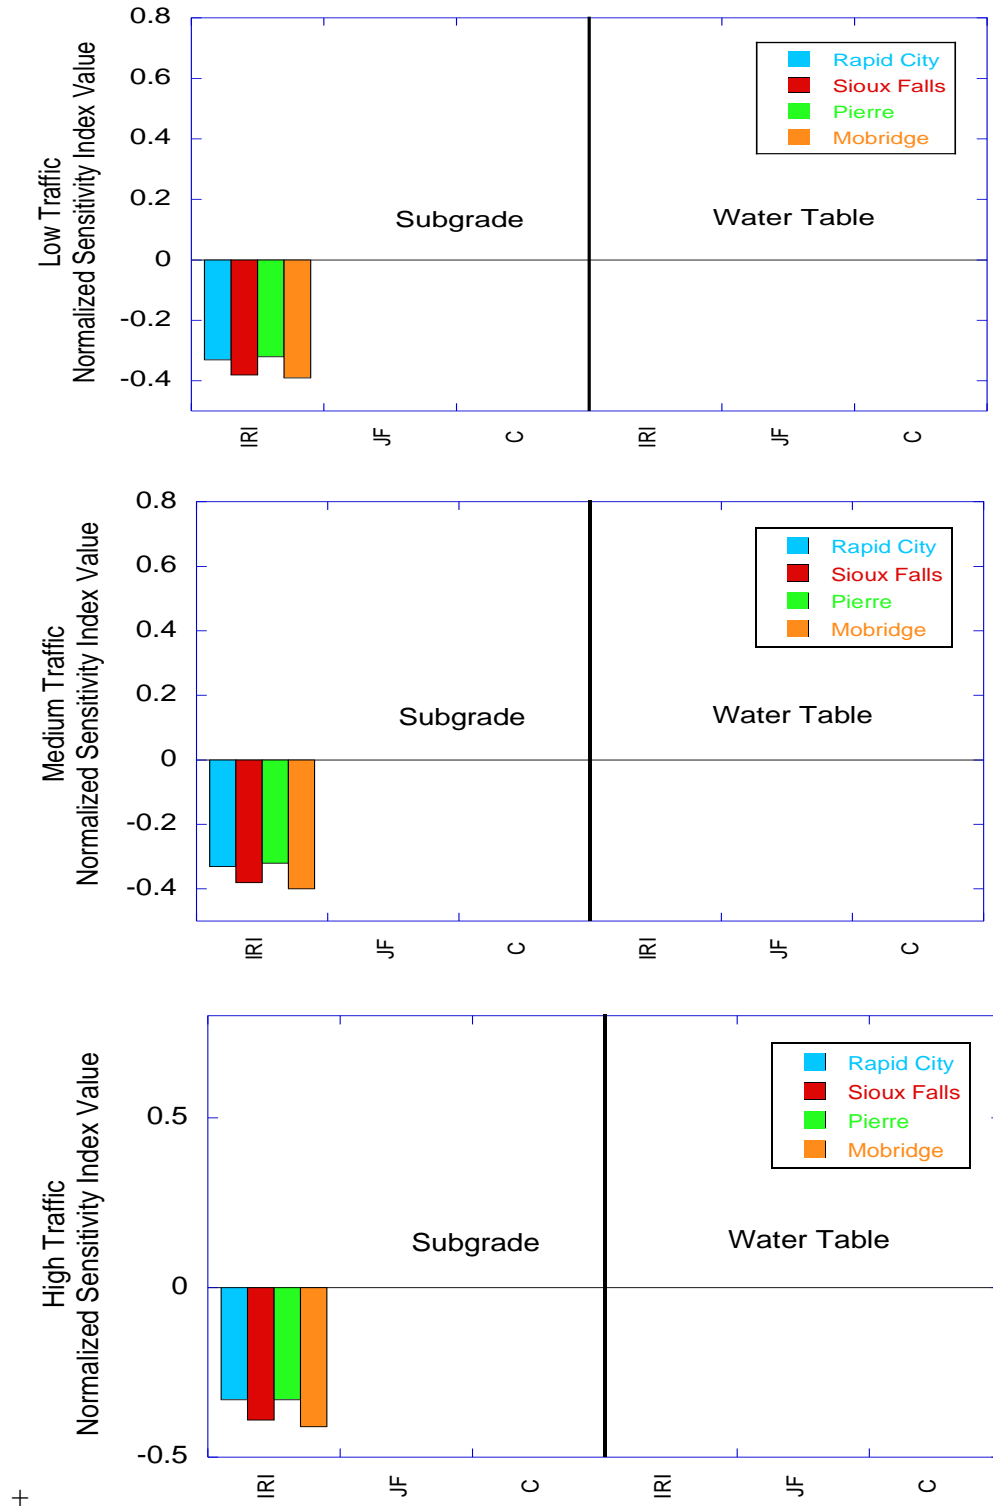 Low Traffic
Normalized Sensitivity Index Value
0.8
0.6
0.4
0.2
0
-0.2
-0.4
Rapid City
Sioux Falls
Pierre
Mobridge
Subgrade
Water Table
IRI
JF
C
IRI
JF
C
Medium Traffic
Normalized Sensitivity Index Value
0.8
0.6
0.4
0.2
0
-0.2
-0.4
Rapid City
Sioux Falls
Pierre
Mobridge
Subgrade
Water Table
IRI
JF
C
IRI
JF
C
High Traffic
Normalized Sensitivity Index Value
0.5
0
-0.5
Rapid City
Sioux Falls
Pierre
Mobridge
Subgrade
Water Table
IRI
JF
C
IRI
JF
C
+